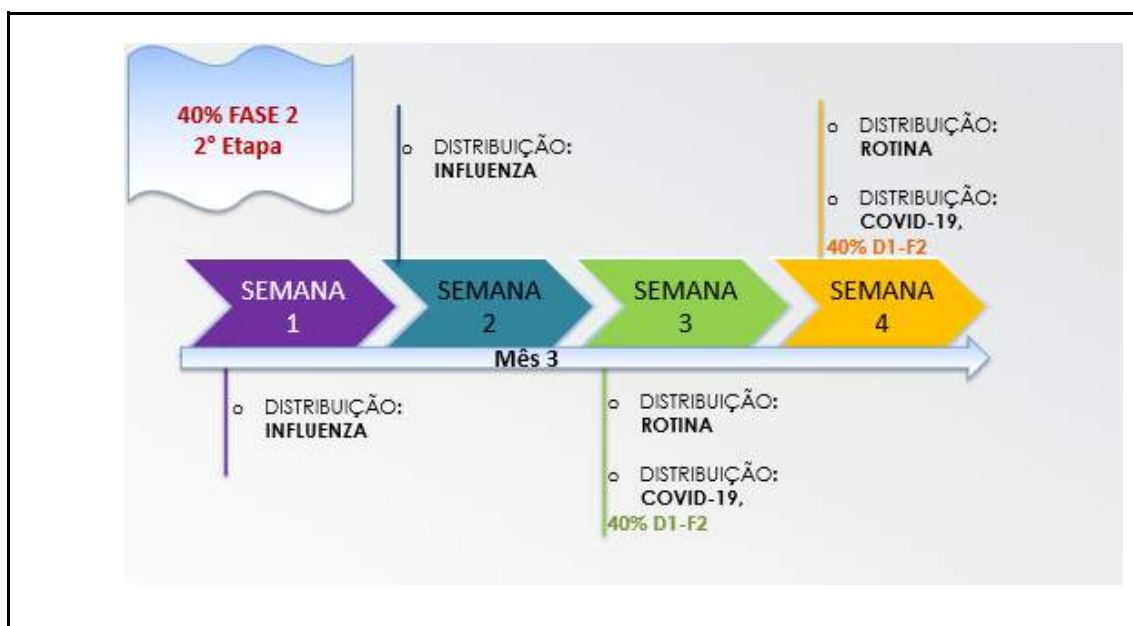 40% FASE 2
2° Etapa
o DISTRIBUIÇÃO:
INFLUENZA
o DISTRIBUIÇÃO:
ROTINA
o DISTRIBUIÇÃO:
COVID-19,
40% D1-F2
SEMANA
1
SEMANA
2
SEMANA
3
SEMANA
4
Mês 3
o DISTRIBUIÇÃO:
INFLUENZA
o DISTRIBUIÇÃO:
ROTINA
o DISTRIBUIÇÃO:
COVID-19,
40% D1-F2